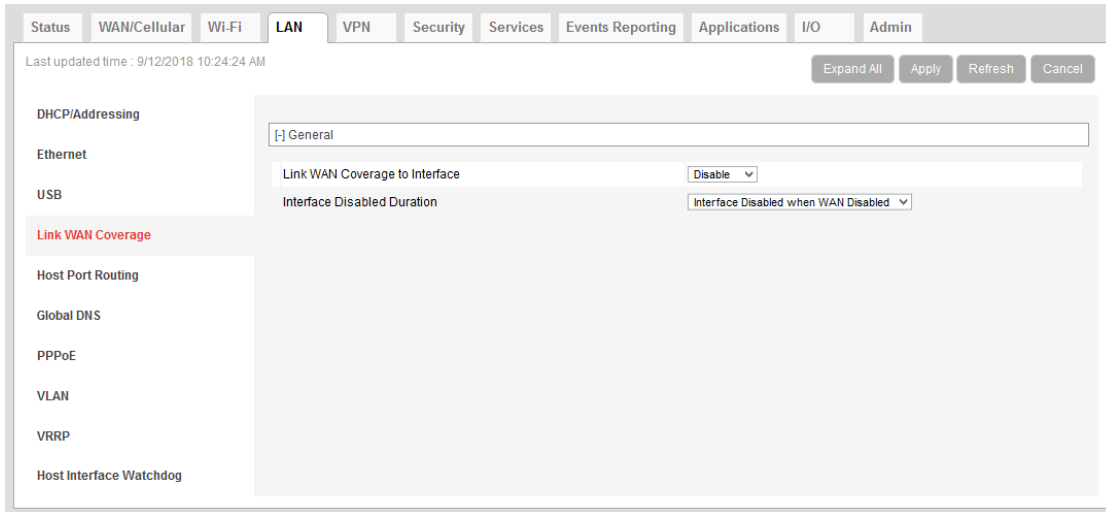 Status WAN/Cellular Wi-Fi LAN VPN Security Services Events Reporting Applications I/O Admin
Last updated time : 9/12/2018 10:24:24 AM
Expand All Apply Refresh Cancel
DHCP/Addressing
Ethernet
USB
Link WAN Coverage
Host Port Routing
Global DNS
PPPoE
VLAN
VRRP
Host Interface Watchdog
[-] General
Link WAN Coverage to Interface Disable
Interface Disabled Duration Interface Disabled when WAN Disabled